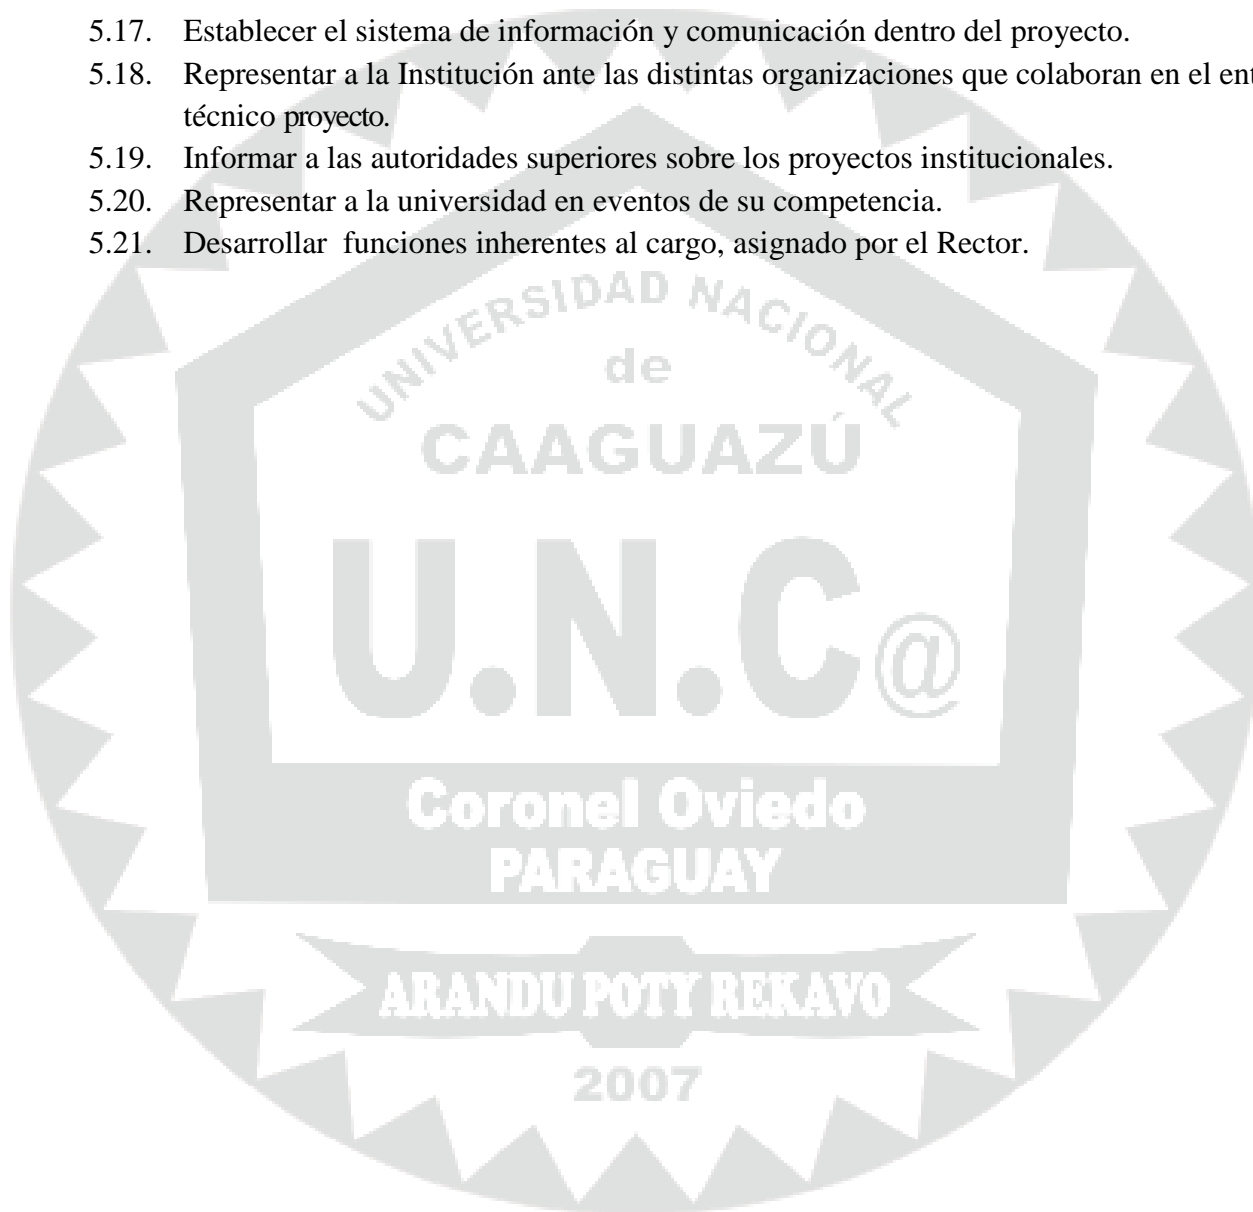 5.17. Establecer el sistema de información y comunicación dentro del proyecto.
5.18. Representar a la Institución ante las distintas organizaciones que colaboran en el
técnico proyecto.
5.19. Informar a las autoridades superiores sobre los proyectos institucionales.
5.20. Representar a la universidad en eventos de su competencia.
5.21. Desarrollar funciones inherentes al cargo, asignado por el Rector.
UNIVERSIDAD NACIONAL
de
CAAGUAZÚ
U.N.C@
Coronel Oviedo
PARAGUAY
ARANDU POTY REKAVO
2007